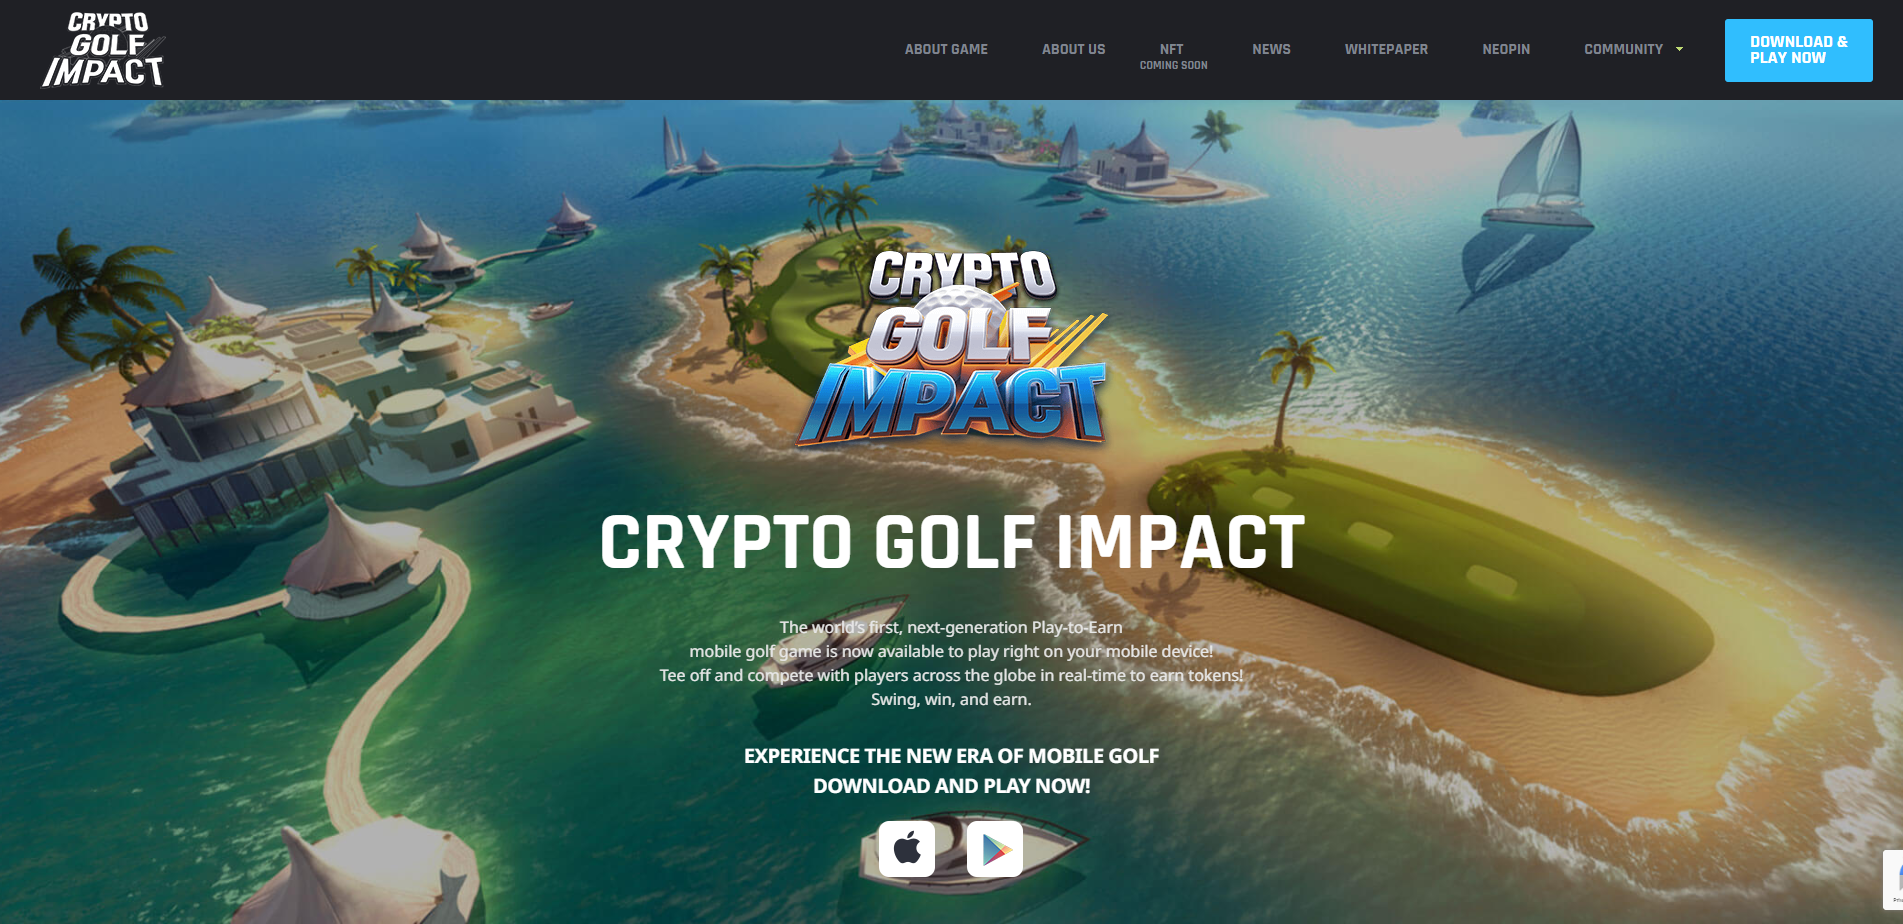 CRYPTO
GOLF
IMPACT
ABOUT GAME
ABOUT US
NFT
COMING SOON
NEWS
WHITEPAPER
NEOPIN
COMMUNITY
DOWNLOAD &
PLAY NOW
CRYPTO
GOLF
IMPACT
CRYPTO GOLF IMPACT
The world's first, next-generation Play-to-Earn
mobile golf game is now available to play right on your mobile device!
Tee off and compete with players across the globe in real-time to earn tokens!
Swing, win, and earn.
EXPERIENCE THE NEW ERA OF MOBILE GOLF
DOWNLOAD AND PLAY NOW!